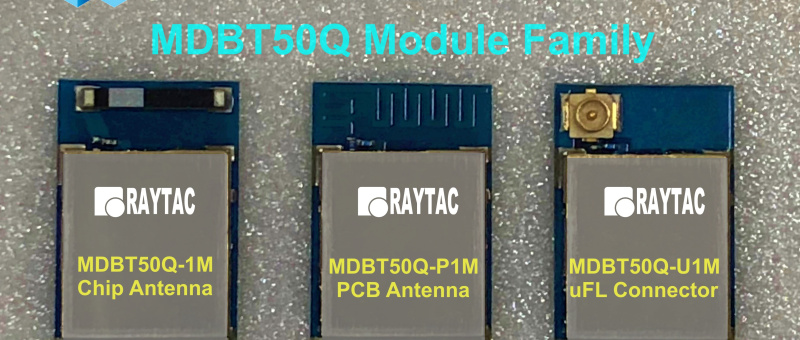 MDBT50Q Module Family
RAYTAC
MDBT50Q-1M
Chip Antenna
RAYTAC
MDBT50Q-P1M
PCB Antenna
RAYTAC
MDBT50Q-U1M
uFL Connector